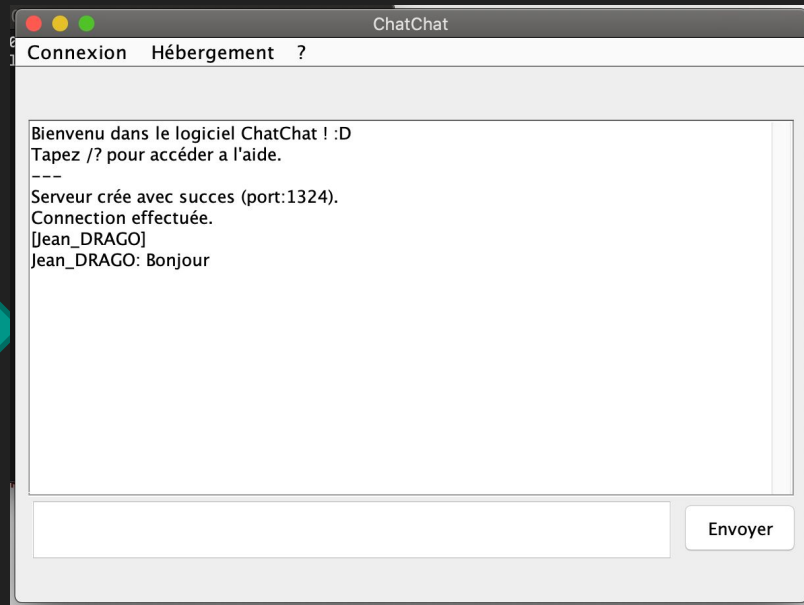 ChatChat
Connexion Hébergement ?
Bienvenu dans le logiciel ChatChat ! :D
Tapez /? pour accéder a l'aide.
---
Serveur crée avec succes (port:1324).
Connection effectuée.
[Jean_DRAGO]
Jean_DRAGO: Bonjour
Envoyer